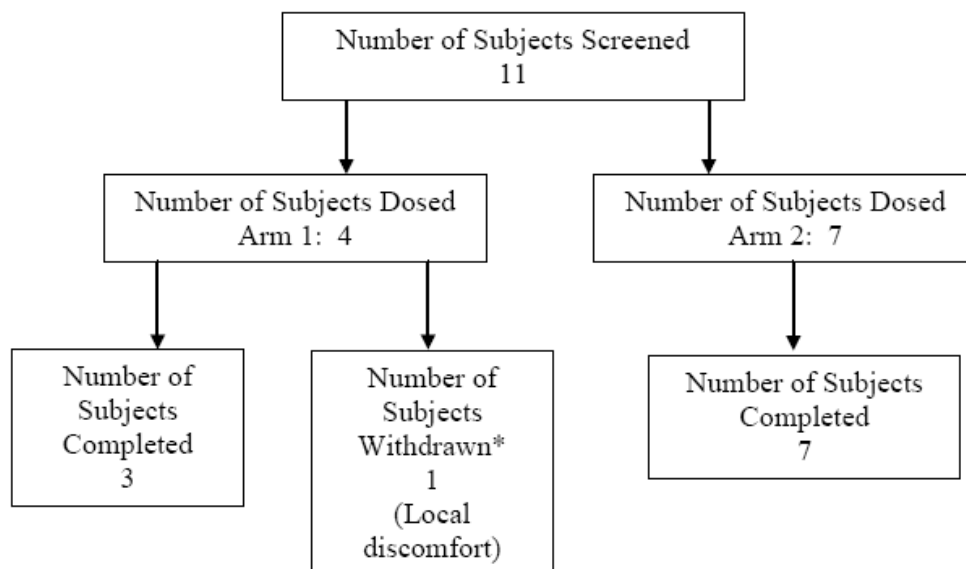 Number of Subjects Screened
11
Number of Subjects Dosed
Arm 1: 4
Number of Subjects Dosed
Arm 2: 7
Number of
Subjects
Completed
3
Number of
Subjects
Withdrawn*
1
(Local
discomfort)
Number of Subjects
Completed
7